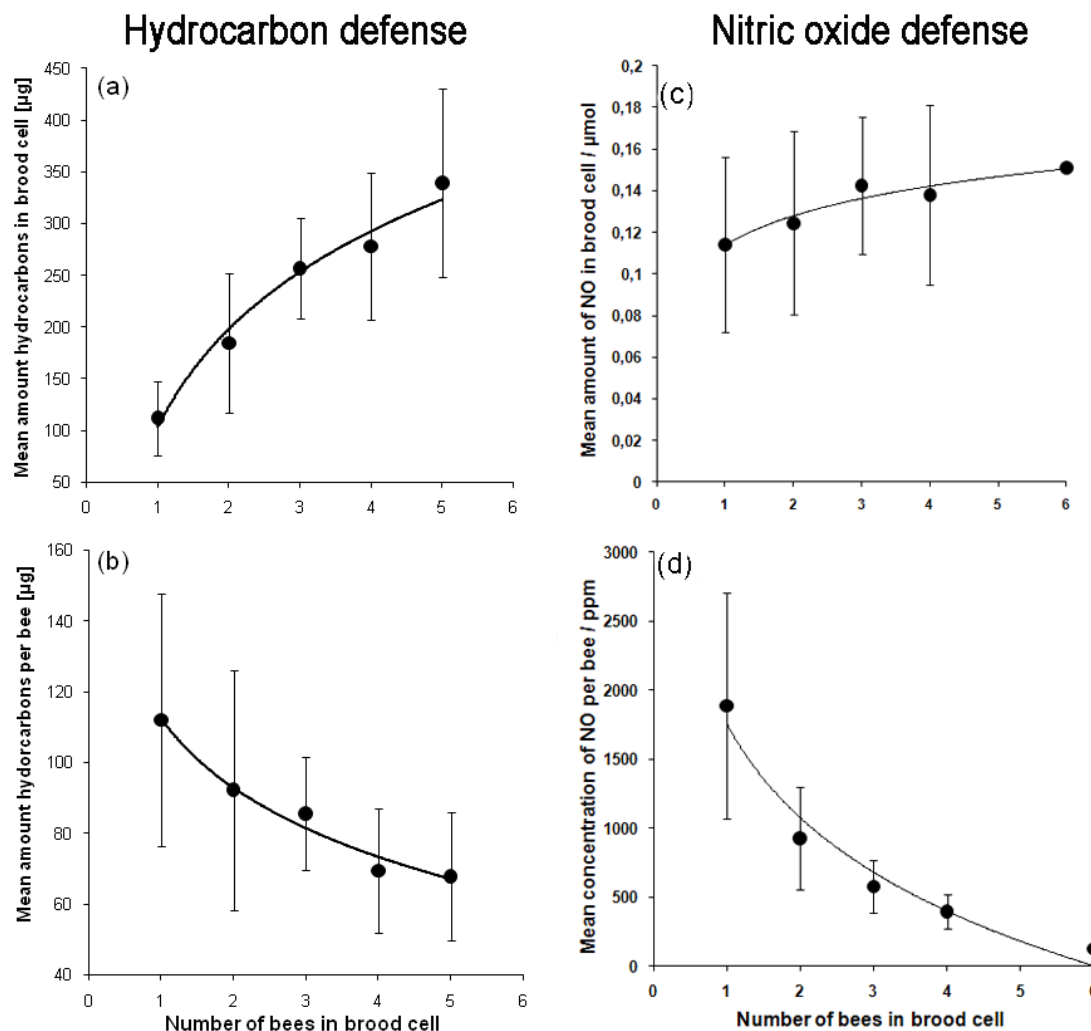 Hydrocarbon defense
Nitric oxide defense
(a)
Mean amount hydrocarbons in brood cell [µg]
450
400
350
300
250
200
150
100
50
0 1 2 3 4 5 6
(c)
Mean amount of NO in brood cell / µmol
0,2
0,18
0,16
0,14
0,12
0,1
0,08
0,06
0,04
0,02
0
0 1 2 3 4 5 6
(b)
Mean amount hydorcarbons per bee [µg]
160
140
120
100
80
60
40
0 1 2 3 4 5 6
Number of bees in brood cell
(d)
Mean concentration of NO per bee / ppm
3000
2500
2000
1500
1000
500
0
0 1 2 3 4 5
Number of bees in brood cell